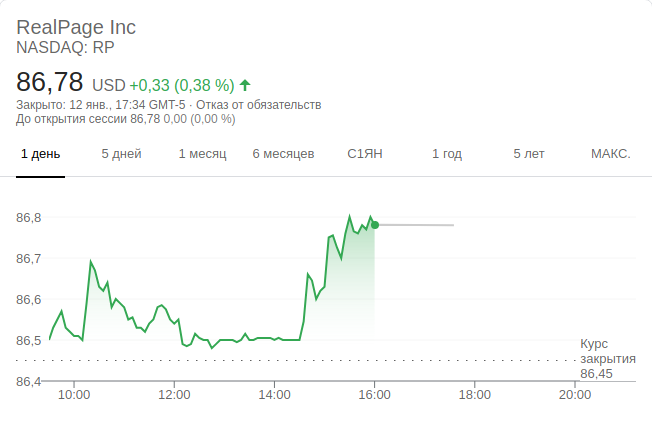 RealPage Inc
NASDAQ: RP
86,78 USD +0,33 (0,38 %)
Закрыто: 12 янв., 17:34 GMT-5 · Отказ от обязательств
До открытия сессии 86,78 0,00 (0,00 %)
1 день 5 дней 1 месяц 6 месяцев С1ЯН 1 год 5 лет МАКС.
86,8
86,7
86,6
86,5
Курс
закрытия
86,45
86,4
10:00 12:00 14:00 16:00 18:00 20:00